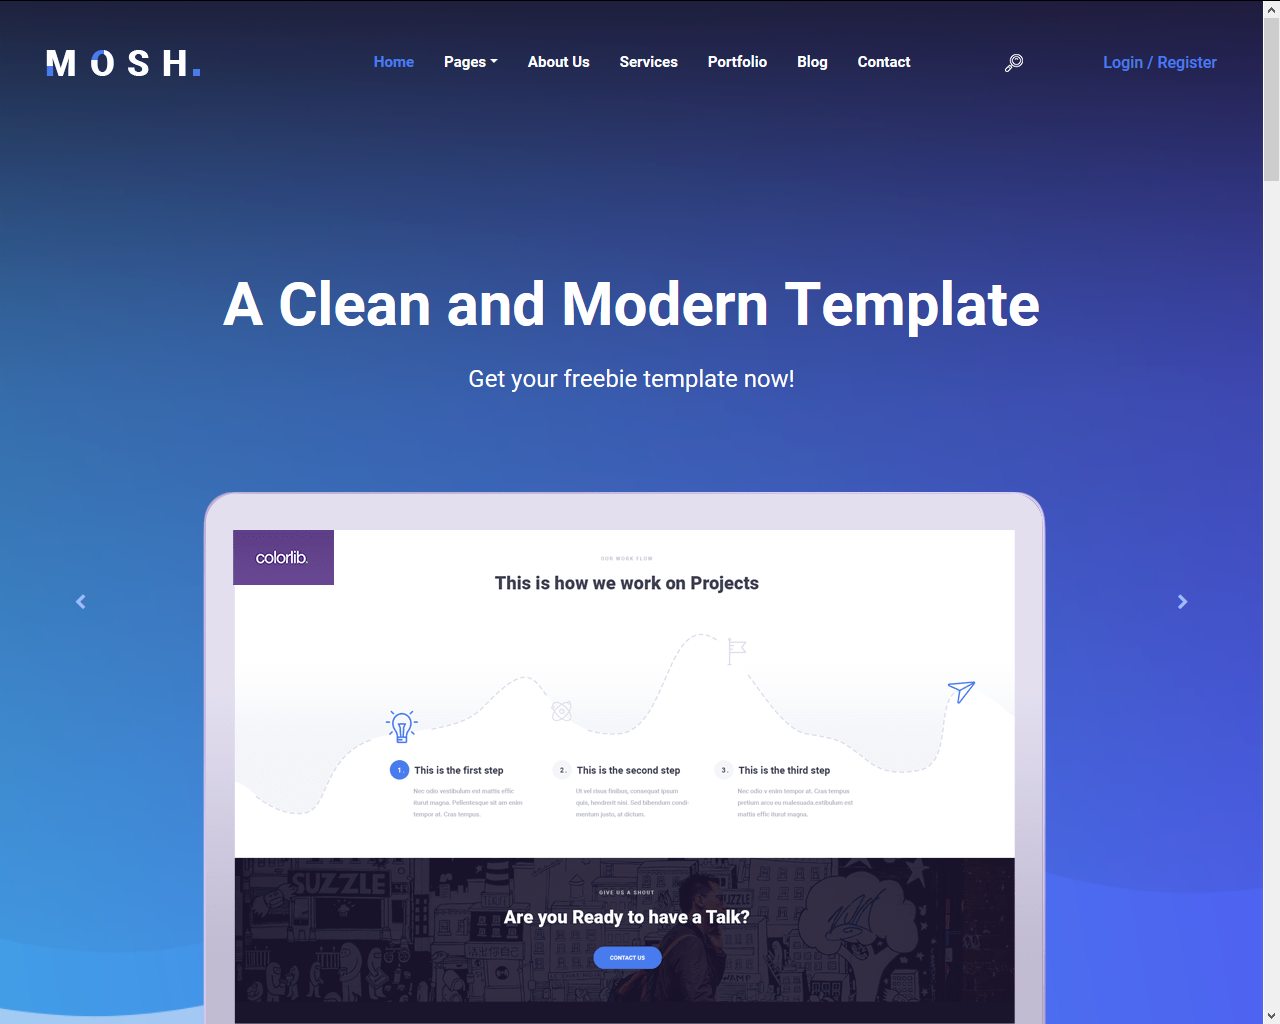 MOSH.
Home Pages About Us Services Portfolio Blog Contact
Login / Register
A Clean and Modern Template
Get your freebie template now!
colorlib.
OUR WORK FLOW
This is how we work on Projects
1. This is the first step
Nec odio vestibulum est mattis effic
iturut magna. Pellentesque sit am enim
tempor at. Cras tempus.
2. This is the second step
Ut vel risus finibus, consequat ipsum
quis, hendrerit nisi. Sed bibendum condi-
mentum justo, at dictum.
3. This is the third step
Nec odio v enim tempor at. Cras tempus
pretium arcu eu malesuada.estibulum est
mattis effic iturut magna.
SUZZLE
PUZZLE
GIVE US A SHOUT
Are you Ready to have a Talk?
CONTACT US